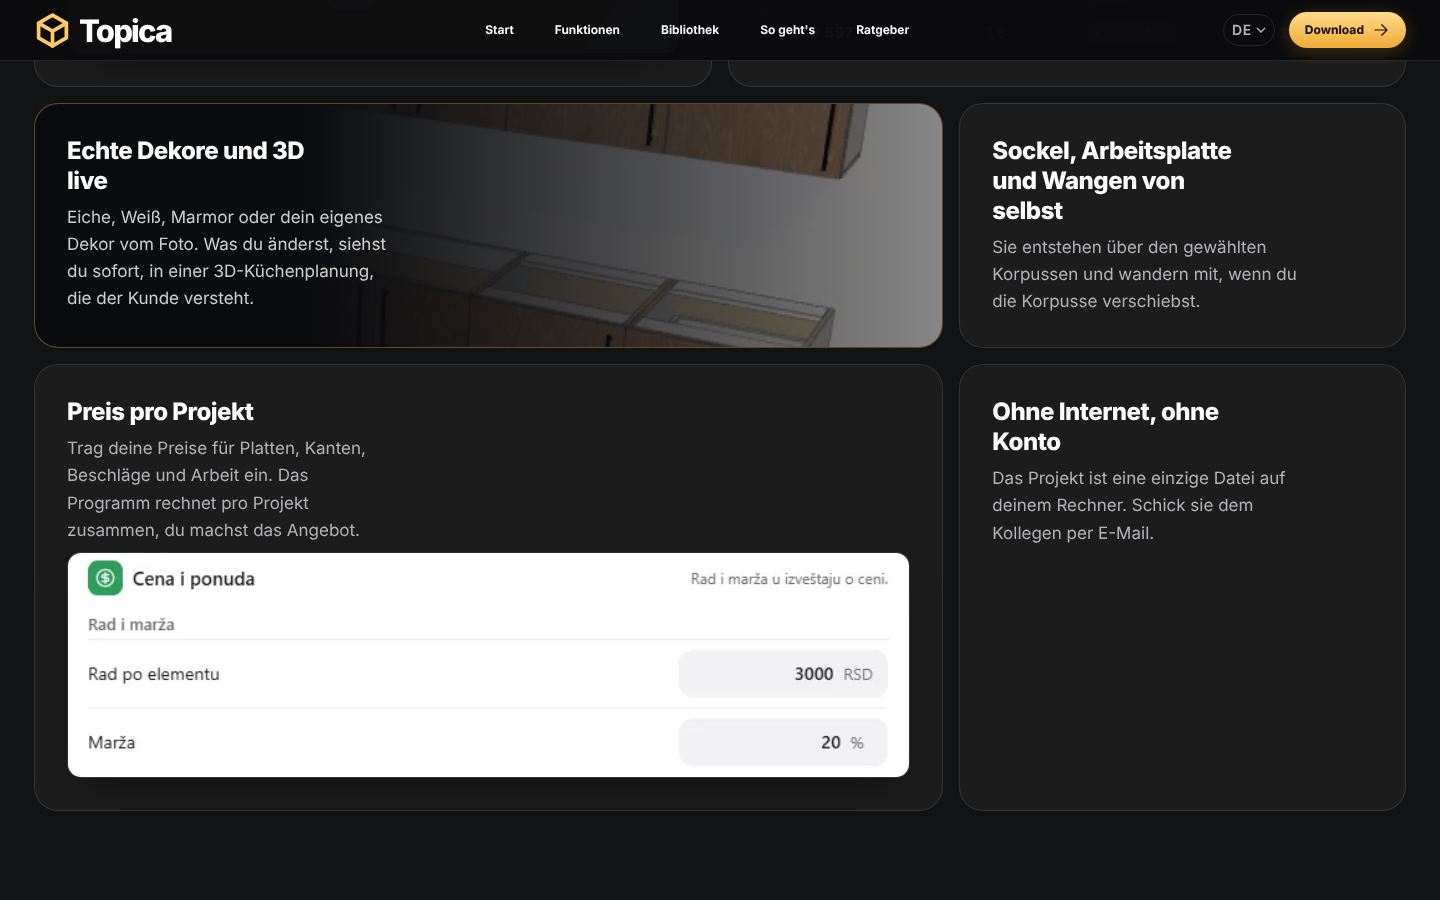 Topica
Start
Funktionen
Bibliothek
So geht's
Ratgeber
DE
Download
Echte Dekore und 3D
live
Eiche, Weiß, Marmor oder dein eigenes
Dekor vom Foto. Was du änderst, siehst
du sofort, in einer 3D-Küchenplanung,
die der Kunde versteht.
Sockel, Arbeitsplatte
und Wangen von
selbst
Sie entstehen über den gewählten
Korpussen und wandern mit, wenn du
die Korpusse verschiebst.
Preis pro Projekt
Trag deine Preise für Platten, Kanten,
Beschläge und Arbeit ein. Das
Programm rechnet pro Projekt
zusammen, du machst das Angebot.
Cena i ponuda
Rad i marža u izveštaju o ceni.
Rad i marža
Rad po elementu
3000 RSD
Marža
20 %
Ohne Internet, ohne
Konto
Das Projekt ist eine einzige Datei auf
deinem Rechner. Schick sie dem
Kollegen per E-Mail.